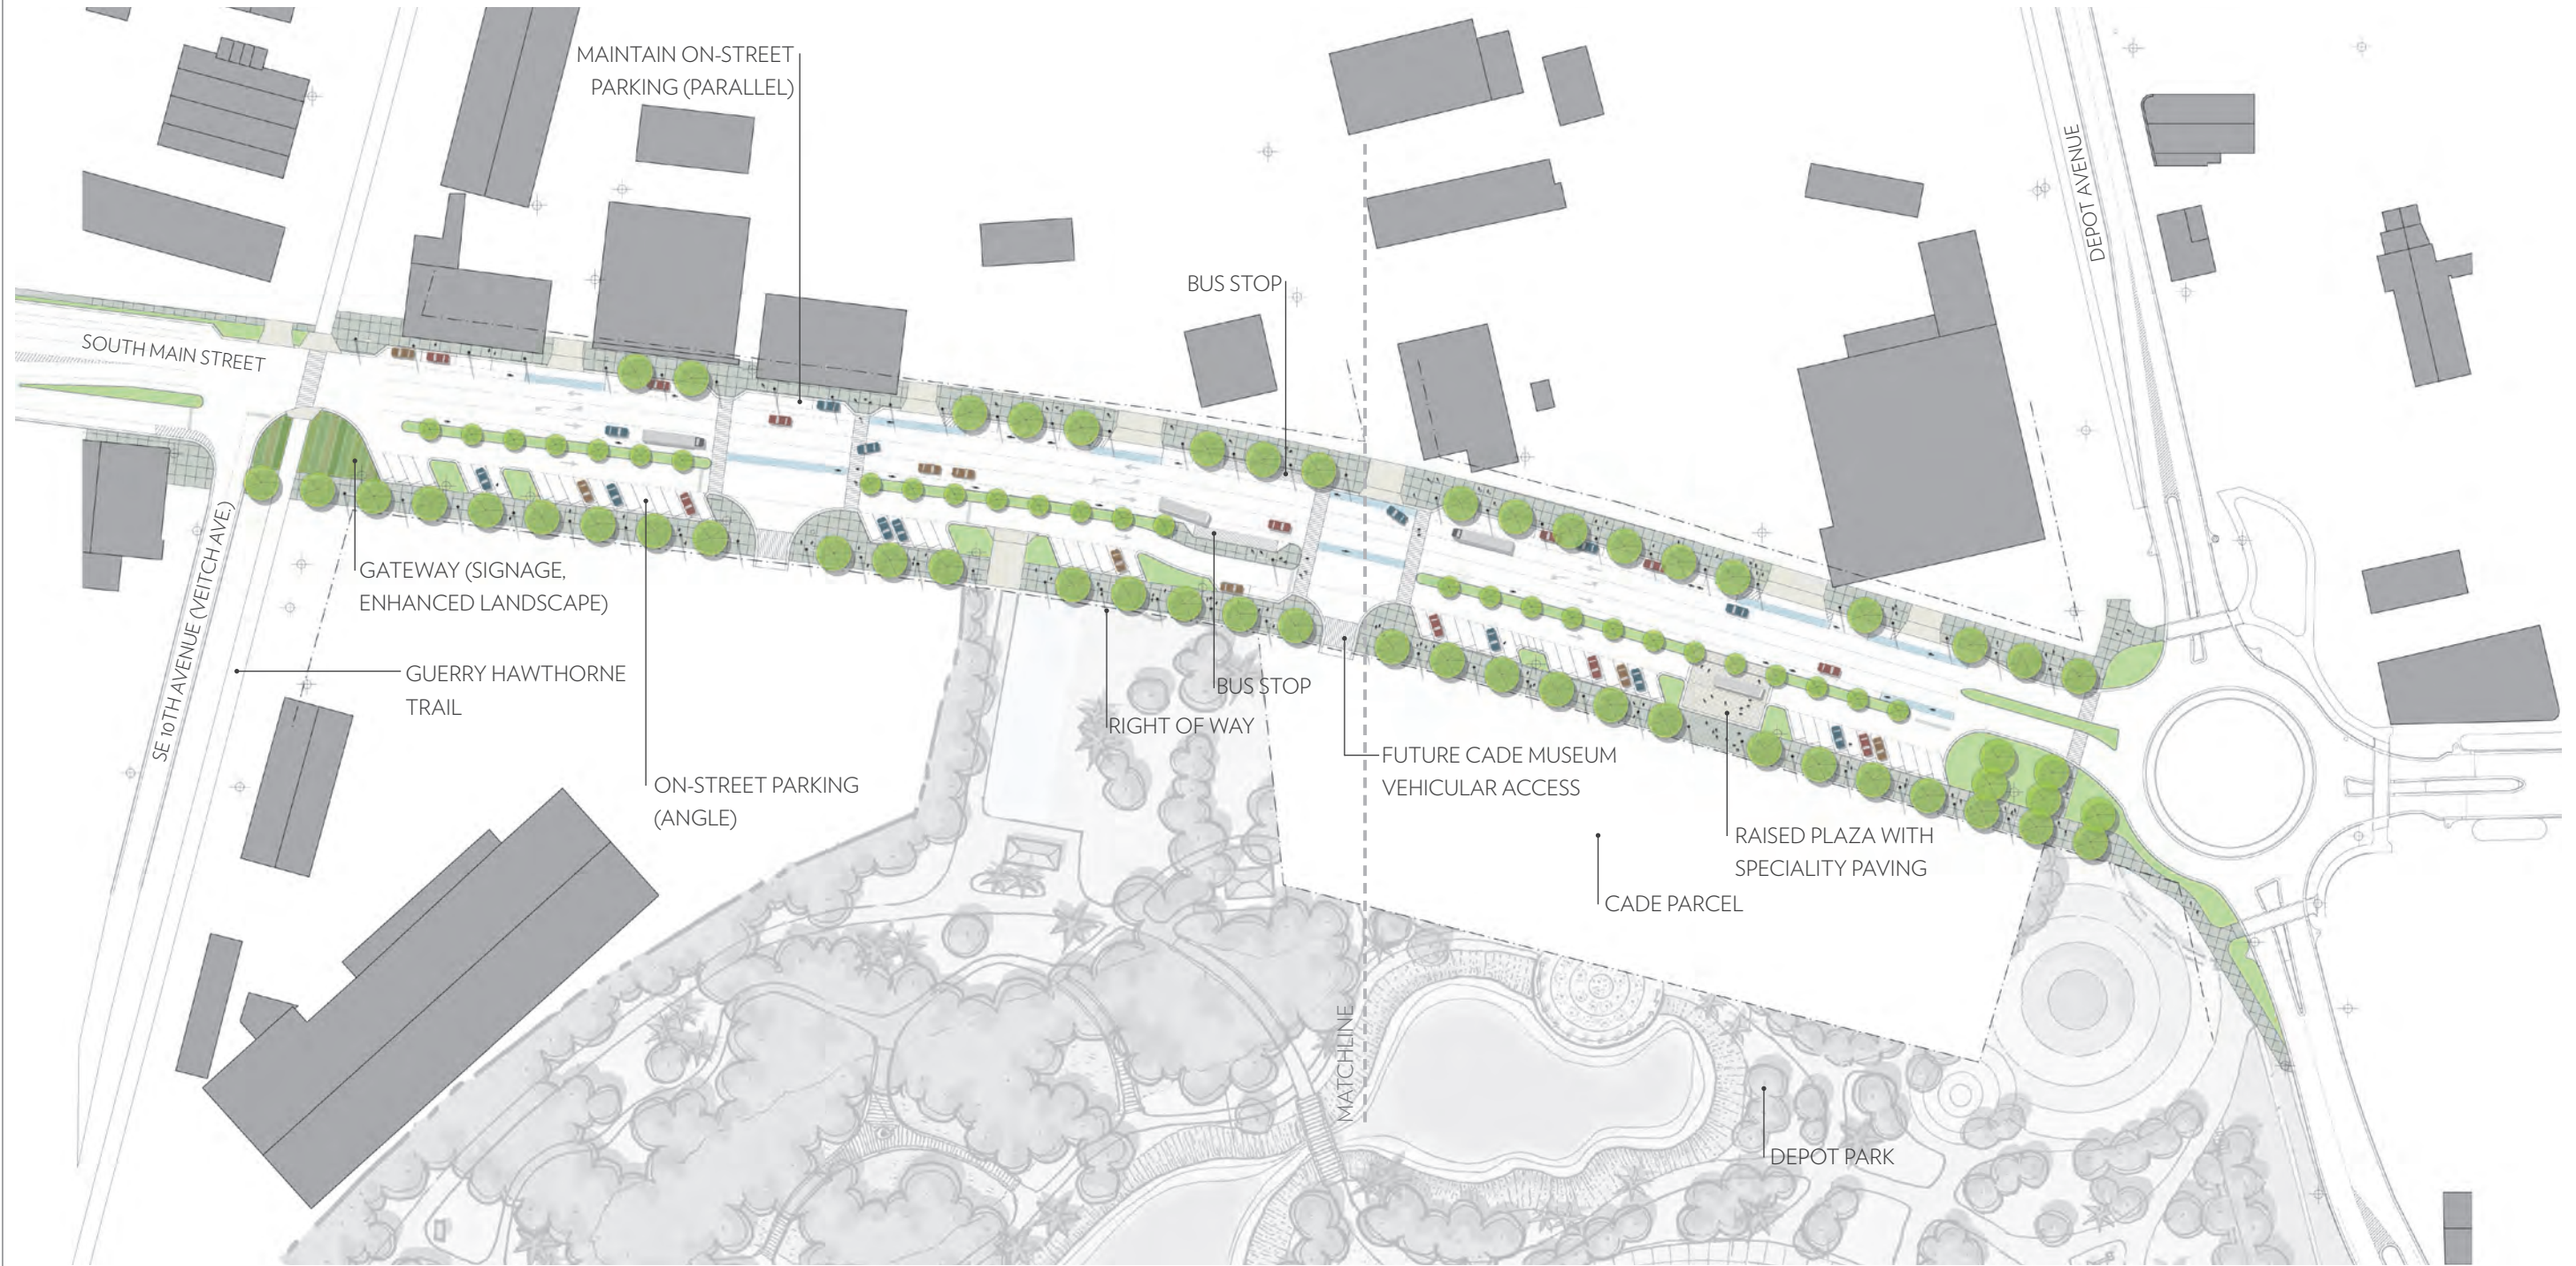 MAINTAIN ON-STREET
PARKING (PARALLEL)
DEPOT AVENUE
BUS STOP
SOUTH MAIN STREET
SE 10TH AVENUE (VEITCH AVE.)
GATEWAY (SIGNAGE,
ENHANCED LANDSCAPE)
GUERRY HAWTHORNE
TRAIL
BUS STOP
RIGHT OF WAY
ON-STREET PARKING
(ANGLE)
FUTURE CADE MUSEUM
VEHICULAR ACCESS
RAISED PLAZA WITH
SPECIALITY PAVING
CADE PARCEL
MATCHLINE
DEPOT PARK